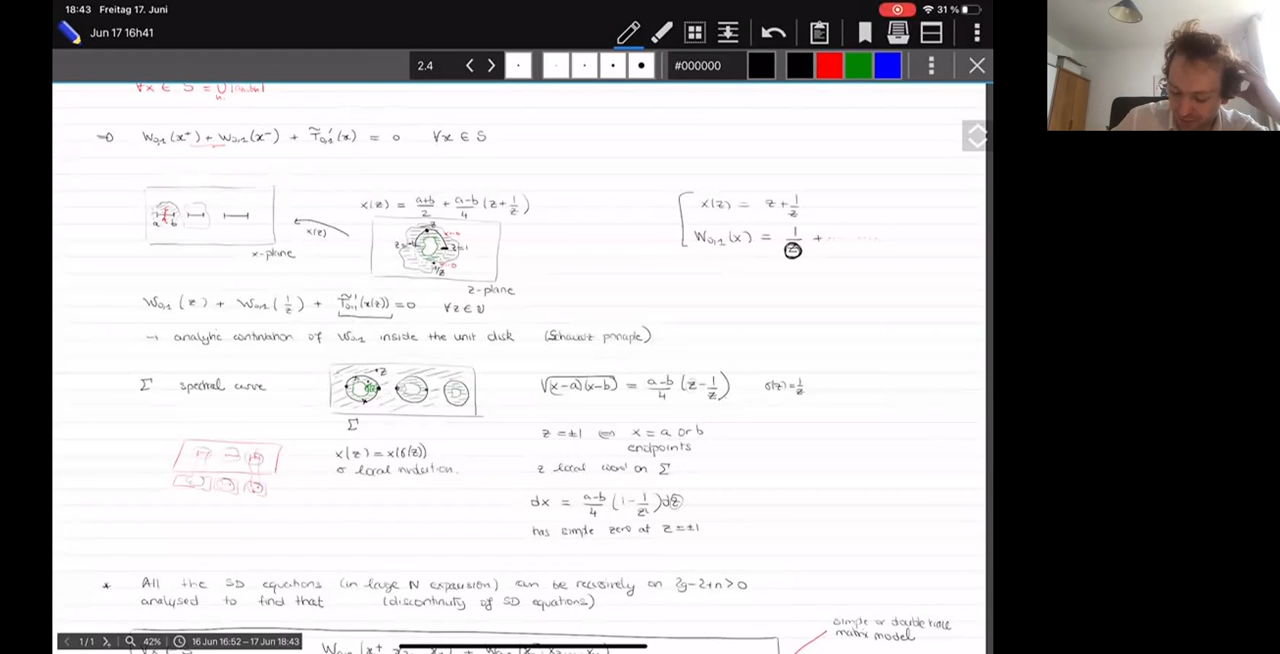 18:43 Freitag 17. Juni
31 %
Jun 17 16h41
2.4
#000000
∀x ∈ S = ∪
⇒ W₀,₁(x⁺) + W₀,₁(x⁻) + T̃₀,₁'(x) = 0 ∀x ∈ S
a b
x-plane
x(z)
x(z) = a+b/2 + a-b/4 (z + 1/z)
z
z=-1
z=1
1/z
z-plane
x(z) = z + 1/z
W₀,₁(x) = 1/z + ........
W₀,₁(z) + W₀,₁(1/z) + T̃₀,₁'(x(z)) = 0 ∀z ∈ U
→ analytic continuation of W₀,₁ inside the unit disk (Schwarz principle)
Σ spectral curve
z
Σ
√(x-a)(x-b) = a-b/4 (z - 1/z) σ(z) = 1/z
x(z) = x(σ(z))
σ local involution.
z = ±1 ⇔ x = a or b
endpoints
z local coord on Σ
dx = a-b/4 (1 - 1/z²) dz
has simple zero at z = ±1
* All the SD equations (in large N expansion) can be recursively on 2g-2+n>0
analysed to find that (discontinuity of SD equations)
simple or double trace
matrix model
1/1
42%
16 Jun 16:52–17 Jun 18:43